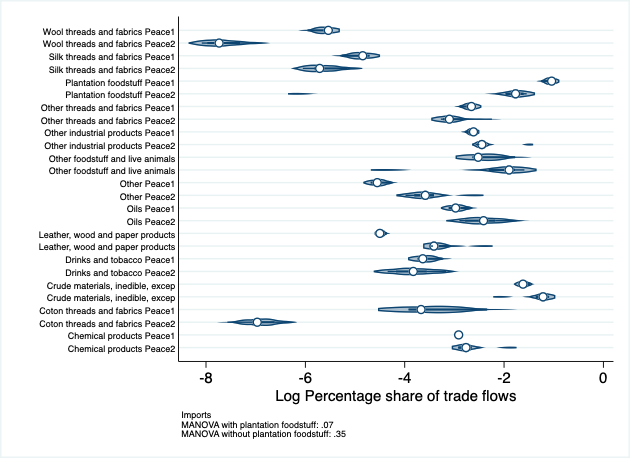 Wool threads and fabrics Peace1
Wool threads and fabrics Peace2
Silk threads and fabrics Peace1
Silk threads and fabrics Peace2
Plantation foodstuff Peace1
Plantation foodstuff Peace2
Other threads and fabrics Peace1
Other threads and fabrics Peace2
Other industrial products Peace1
Other industrial products Peace2
Other foodstuff and live animals
Other foodstuff and live animals
Other Peace1
Other Peace2
Oils Peace1
Oils Peace2
Leather, wood and paper products
Leather, wood and paper products
Drinks and tobacco Peace1
Drinks and tobacco Peace2
Crude materials, inedible, excep
Crude materials, inedible, excep
Coton threads and fabrics Peace1
Coton threads and fabrics Peace2
Chemical products Peace1
Chemical products Peace2
-8 -6 -4 -2 0
Log Percentage share of trade flows
Imports
MANOVA with plantation foodstuff: .07
MANOVA without plantation foodstuff: .35